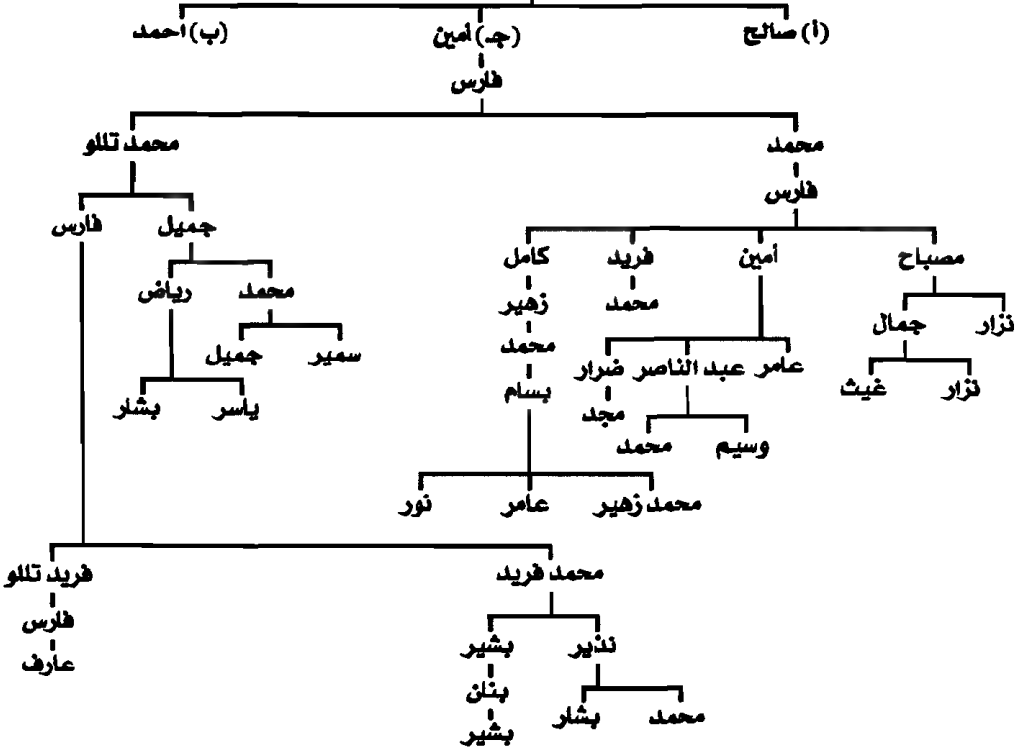 (أ) صالح (جـ) أمين (ب) احمد
فارس
محمد محمد تللو
فارس
جميل فارس
مصباح أمين فريد كامل
محمد رياض
نزار جمال محمد زهير
سمير جميل
عامر عبد الناصر ضرار محمد
نزار غيث مجد بسام
ياسر بشار
وسيم محمد
محمد زهير عامر نور
محمد فريد فريد تللو
فارس
نذير بشير
عارف
بنان
محمد بشار
بشير